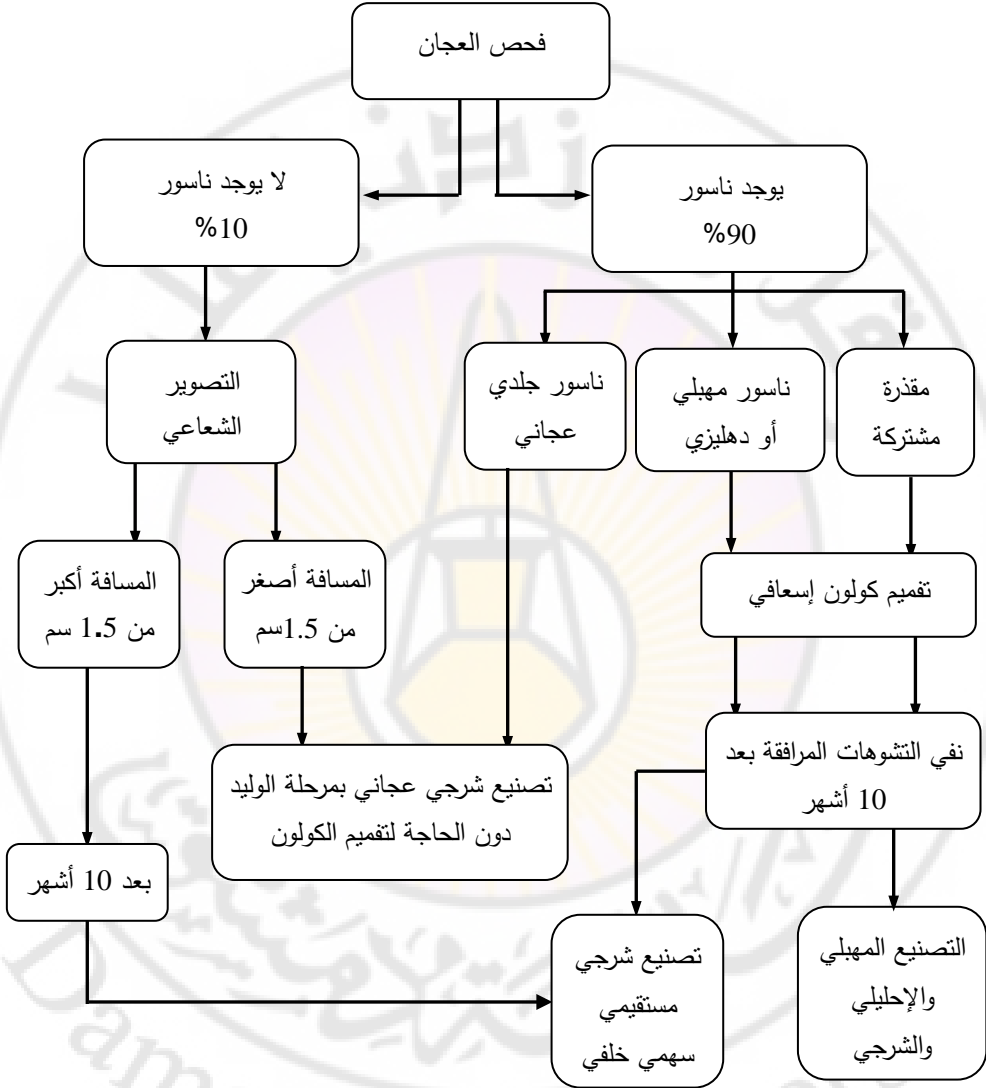 فحص العجان
يوجد ناسور
%90
لا يوجد ناسور
%10
مقذرة
مشتركة
ناسور مهبلي
أو دهليزي
ناسور جلدي
عجاني
التصوير
الشعاعي
تفميم كولون إسعافي
المسافة أصغر
من 1.5سم
المسافة أكبر
من 1.5 سم
نفي التشوهات المرافقة بعد
10 أشهر
تصنيع شرجي عجاني بمرحلة الوليد
دون الحاجة لتفميم الكولون
بعد 10 أشهر
التصنيع المهبلي
والإحليلي
والشرجي
تصنيع شرجي
مستقيمي
سهمي خلفي